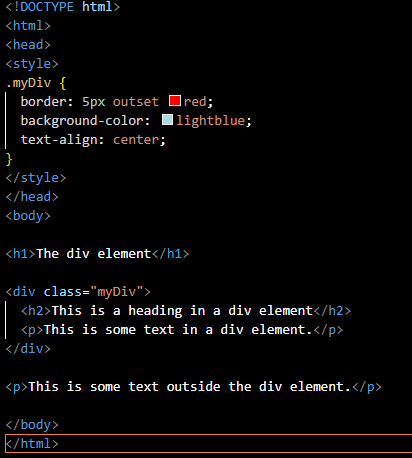 <!DOCTYPE html>
<html>
<head>
<style>
.myDiv {
  border: 5px outset red;
  background-color: lightblue;
  text-align: center;
}
</style>
</head>
<body>

<h1>The div element</h1>

<div class="myDiv">
  <h2>This is a heading in a div element</h2>
  <p>This is some text in a div element.</p>
</div>

<p>This is some text outside the div element.</p>

</body>
</html>